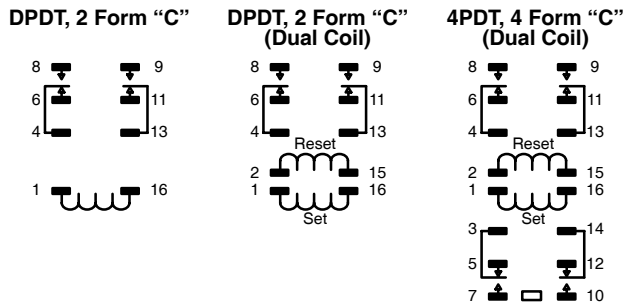 DPDT, 2 Form “C”
8 9
6 11
4 13
1 16
DPDT, 2 Form “C”
(Dual Coil)
8 9
6 11
4 13
Reset
2 15
1 16
Set
4PDT, 4 Form “C”
(Dual Coil)
8 9
6 11
4 13
Reset
2 15
1 16
Set
3 14
5 12
7 10